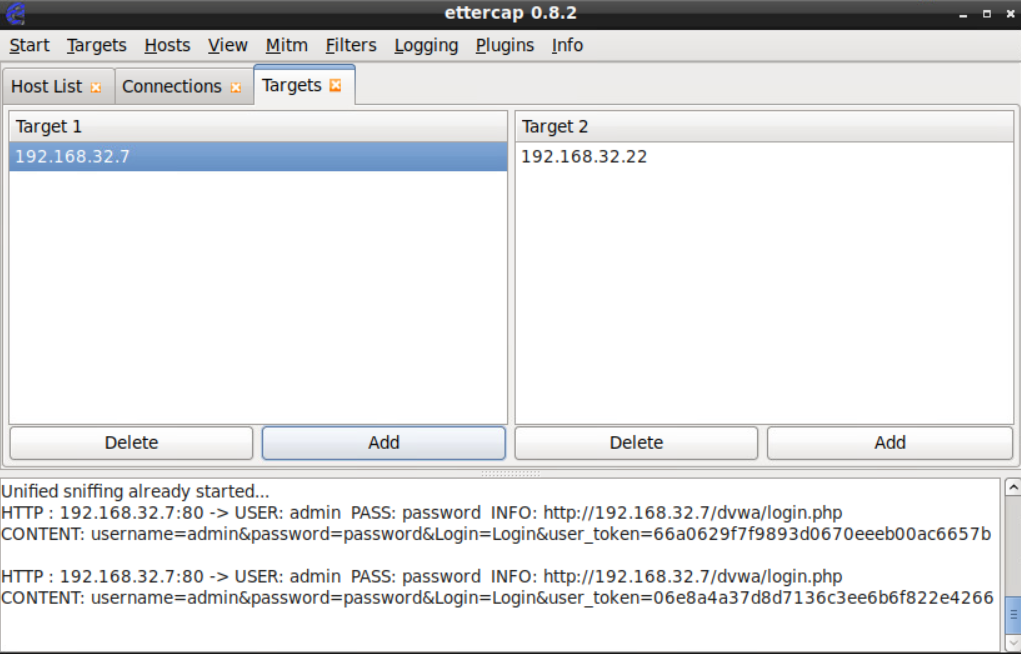 ettercap 0.8.2
Start Targets Hosts View Mitm Filters Logging Plugins Info
Host List Connections Targets
Target 1 Target 2
192.168.32.7 192.168.32.22
Delete Add Delete Add
Unified sniffing already started...
HTTP : 192.168.32.7:80 -> USER: admin  PASS: password  INFO: http://192.168.32.7/dvwa/login.php
CONTENT: username=admin&password=password&Login=Login&user_token=66a0629f7f9893d0670eeeb00ac6657b
HTTP : 192.168.32.7:80 -> USER: admin  PASS: password  INFO: http://192.168.32.7/dvwa/login.php
CONTENT: username=admin&password=password&Login=Login&user_token=06e8a4a37d8d7136c3ee6b6f822e4266